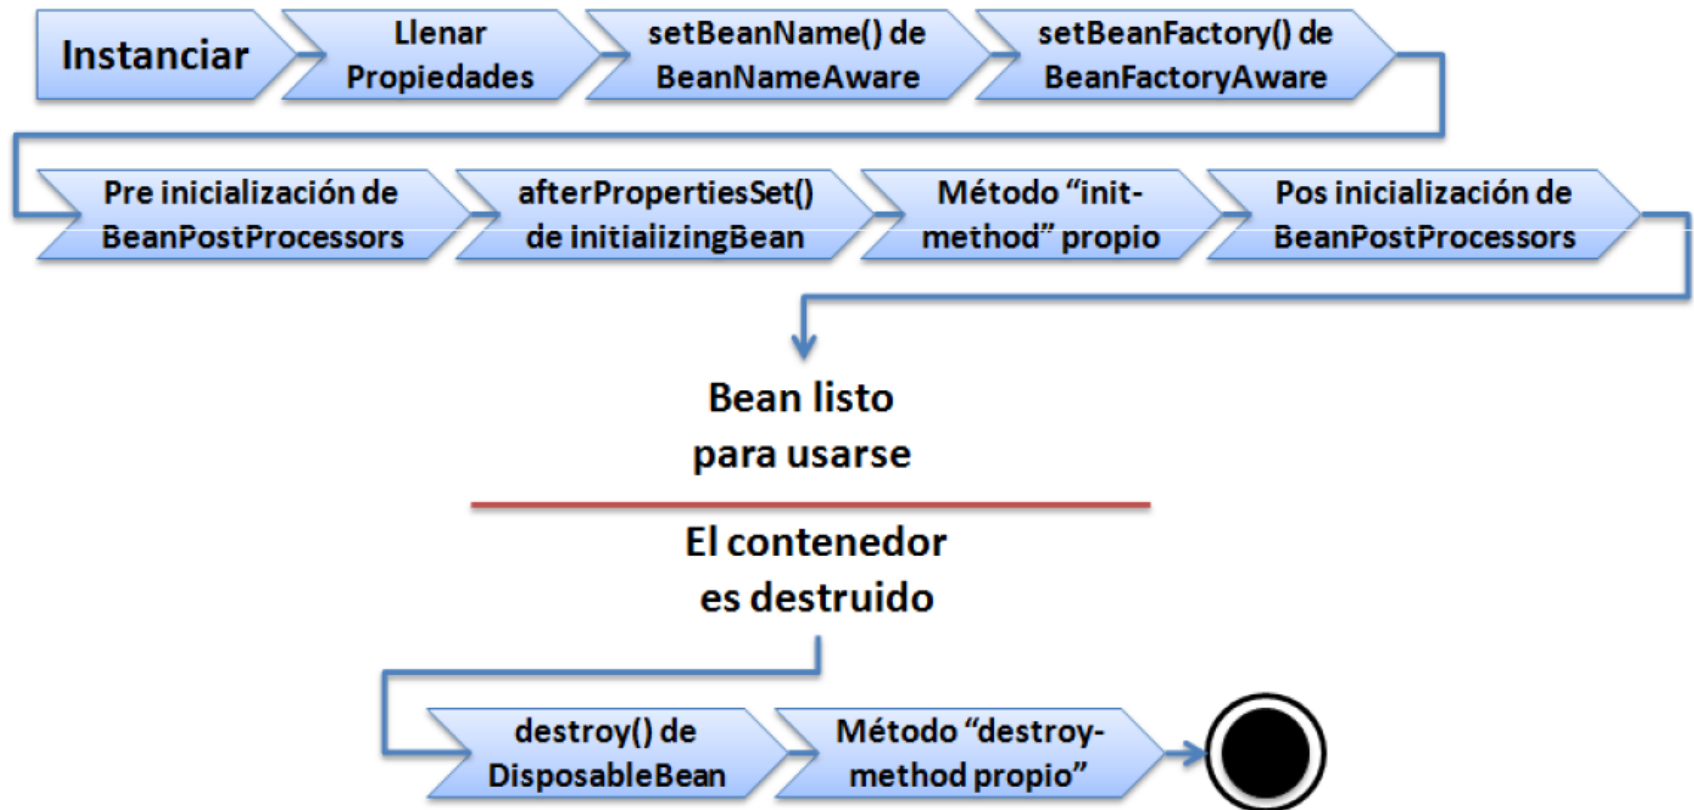 Instanciar
Llenar
Propiedades
setBeanName() de
BeanNameAware
setBeanFactory() de
BeanFactoryAware
Pre inicialización de
BeanPostProcessors
afterPropertiesSet()
de InitializingBean
Método “init-
method” propio
Pos inicialización de
BeanPostProcessors
Bean listo
para usarse
El contenedor
es destruido
destroy() de
DisposableBean
Método “destroy-
method propio”